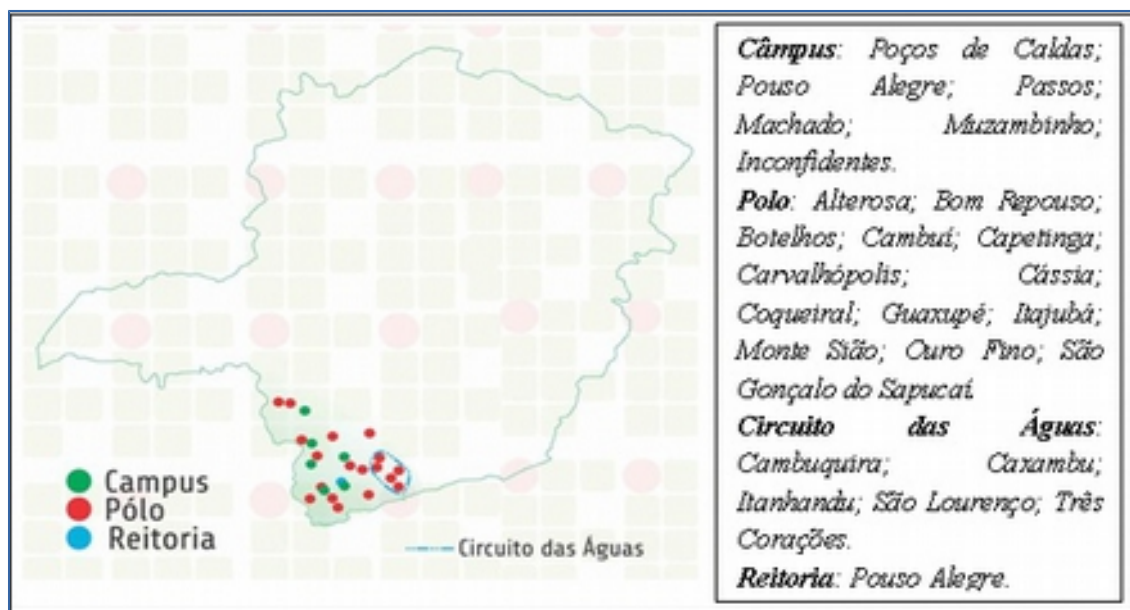 Campus
Pólo
Reitoria
Circuito das Águas
Câmpus: Poços de Caldas;
Pouso Alegre; Passos;
Machado; Muzambinho;
Inconfidentes.
Polo: Alterosa; Bom Repouso;
Botelhos; Cambuí; Capetinga;
Carvalhópolis; Cássia;
Coqueiral; Guaxupé; Itajubá;
Monte Sião; Ouro Fino; São
Gonçalo do Sapucaí.
Circuito das Águas:
Cambuquira; Caxambu;
Itanhandu; São Lourenço; Três
Corações.
Reitoria: Pouso Alegre.